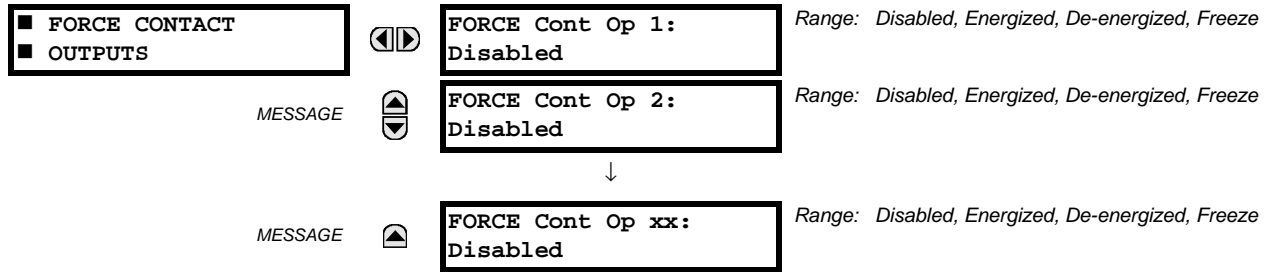 ■ FORCE CONTACT
■ OUTPUTS
FORCE Cont Op 1:
Disabled
Range: Disabled, Energized, De-energized, Freeze
MESSAGE
FORCE Cont Op 2:
Disabled
Range: Disabled, Energized, De-energized, Freeze
↓
MESSAGE
FORCE Cont Op xx:
Disabled
Range: Disabled, Energized, De-energized, Freeze